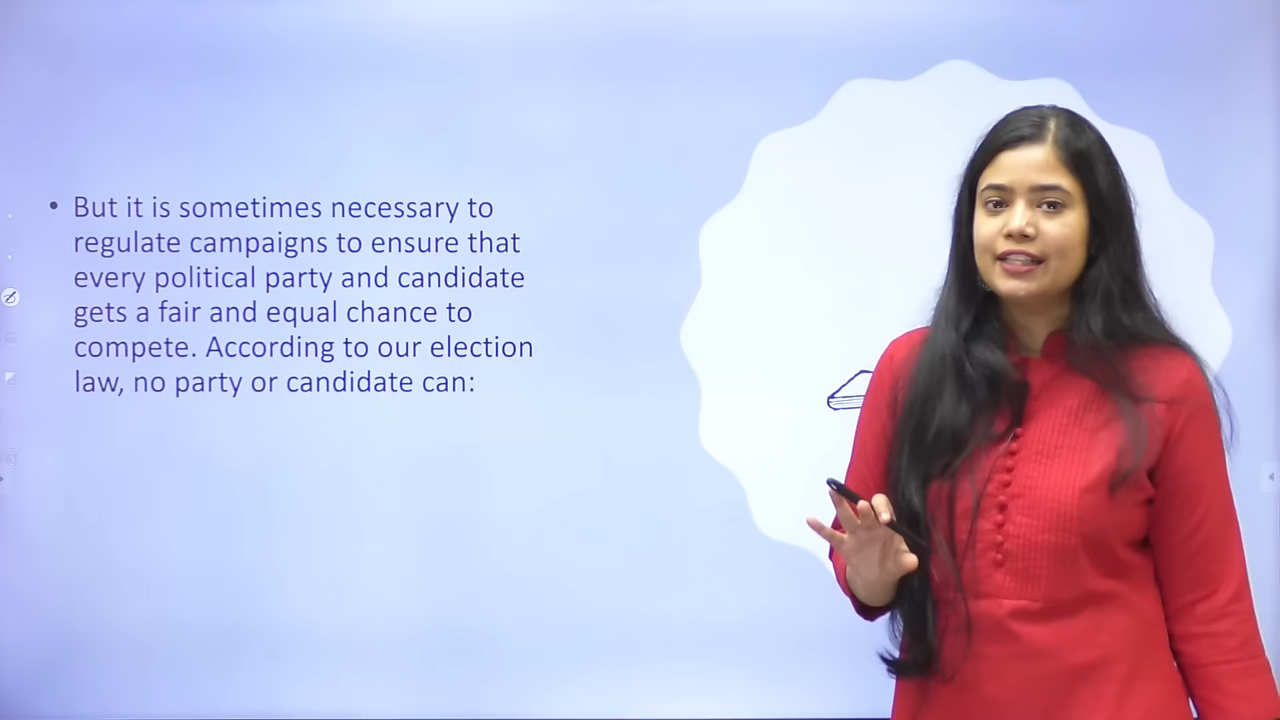 • But it is sometimes necessary to
regulate campaigns to ensure that
every political party and candidate
gets a fair and equal chance to
compete. According to our election
law, no party or candidate can: